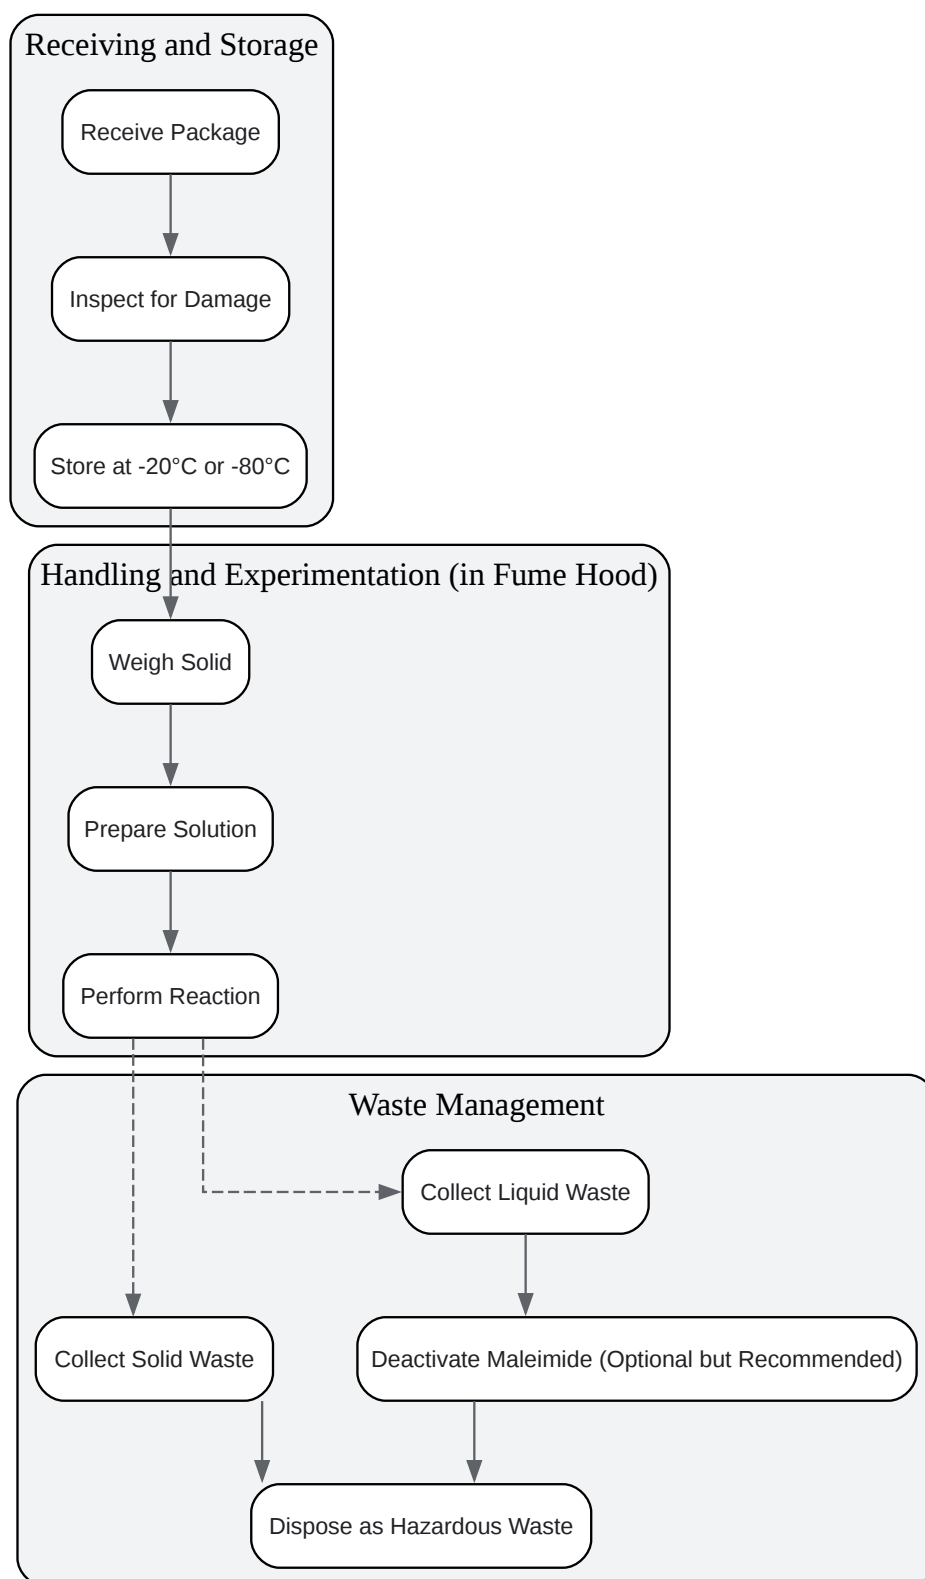 Receiving and Storage
Receive Package
Inspect for Damage
Store at -20°C or -80°C
Handling and Experimentation (in Fume Hood)
Weigh Solid
Prepare Solution
Perform Reaction
Waste Management
Collect Liquid Waste
Collect Solid Waste
Deactivate Maleimide (Optional but Recommended)
Dispose as Hazardous Waste